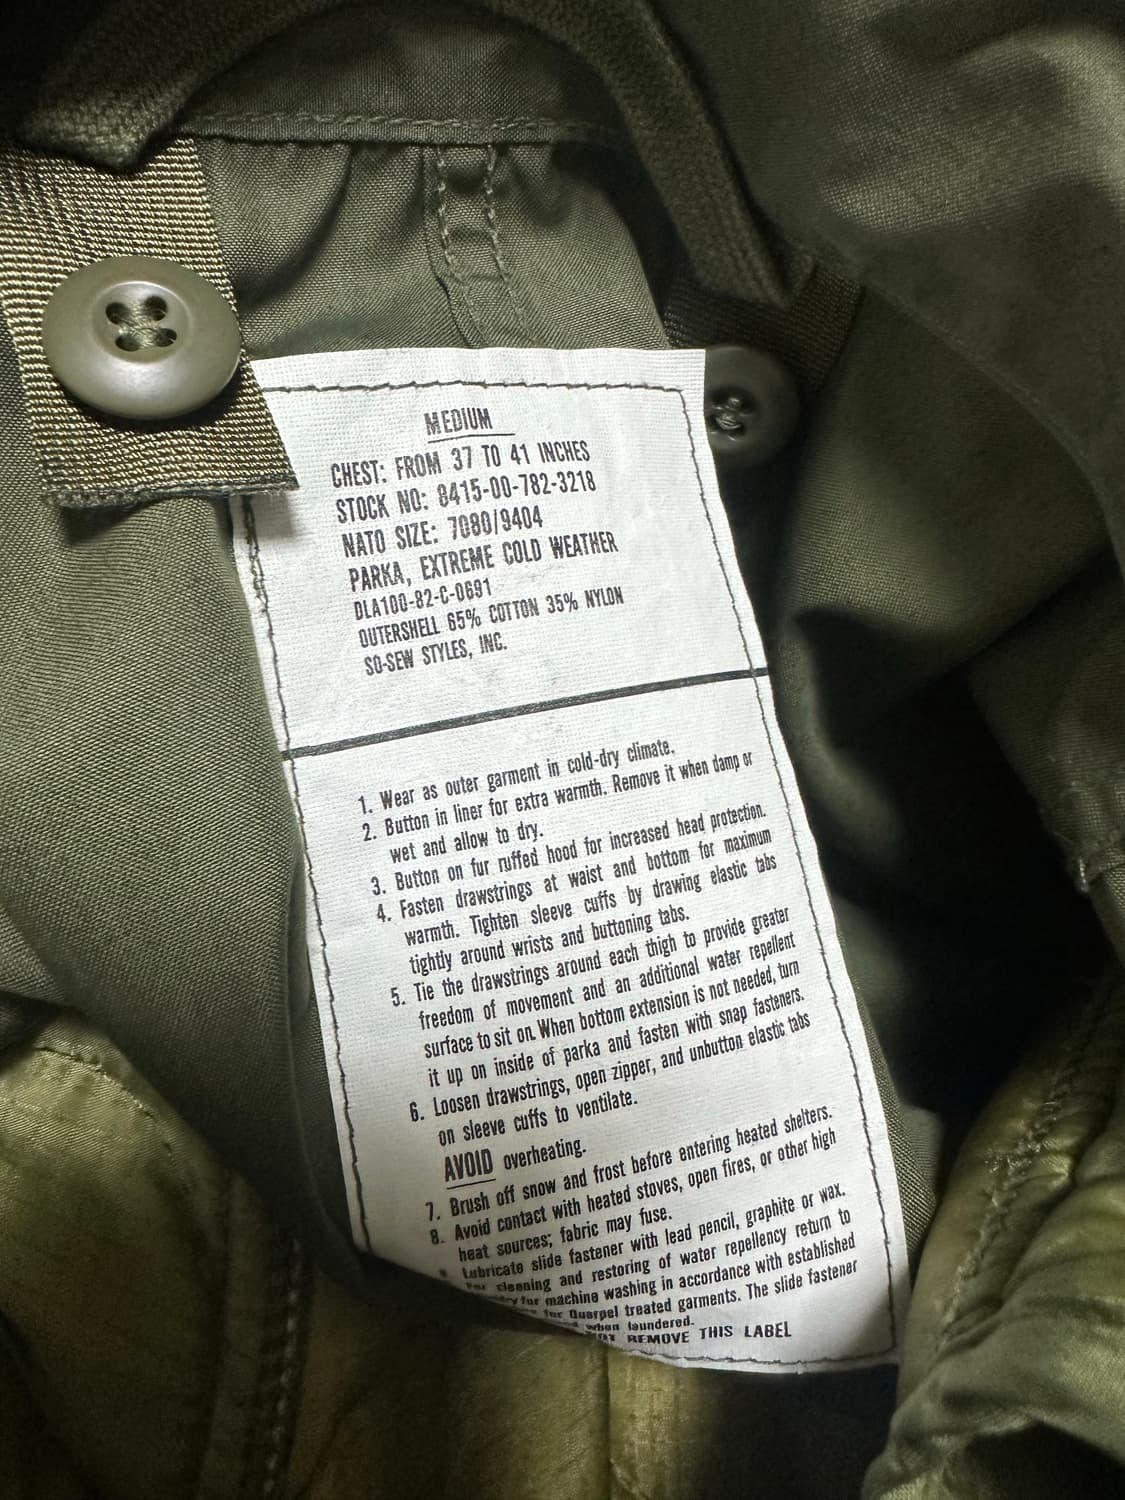 MEDIUM
CHEST: FROM 37 TO 41 INCHES
STOCK NO: 8415-00-782-3218
NATO SIZE: 7080/9404
PARKA, EXTREME COLD WEATHER
DLA100-82-C-0691
OUTERSHELL 65% COTTON 35% NYLON
SO-SEW STYLES, INC.
1. Wear as outer garment in cold-dry climate.
2. Button in liner for extra warmth. Remove it when damp or
wet and allow to dry.
3. Button on fur ruffed hood for increased head protection.
4. Fasten drawstrings at waist and bottom for maximum
warmth. Tighten sleeve cuffs by drawing elastic tabs
tightly around wrists and buttoning tabs.
5. Tie the drawstrings around each thigh to provide greater
freedom of movement and an additional water repellent
surface to sit on. When bottom extension is not needed, turn
it up on inside of parka and fasten with snap fasteners.
6. Loosen drawstrings, open zipper, and unbutton elastic tabs
on sleeve cuffs to ventilate.
AVOID overheating.
7. Brush off snow and frost before entering heated shelters.
8. Avoid contact with heated stoves, open fires, or other high
heat sources; fabric may fuse.
Lubricate slide fastener with lead pencil, graphite or wax.
For cleaning and restoring of water repellency return to
for machine washing in accordance with established
for Quarpel treated garments. The slide fastener
when laundered.
REMOVE THIS LABEL